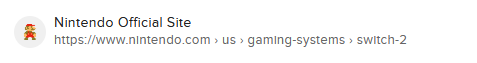 Nintendo Official Site
https://www.nintendo.com › us › gaming-systems › switch-2